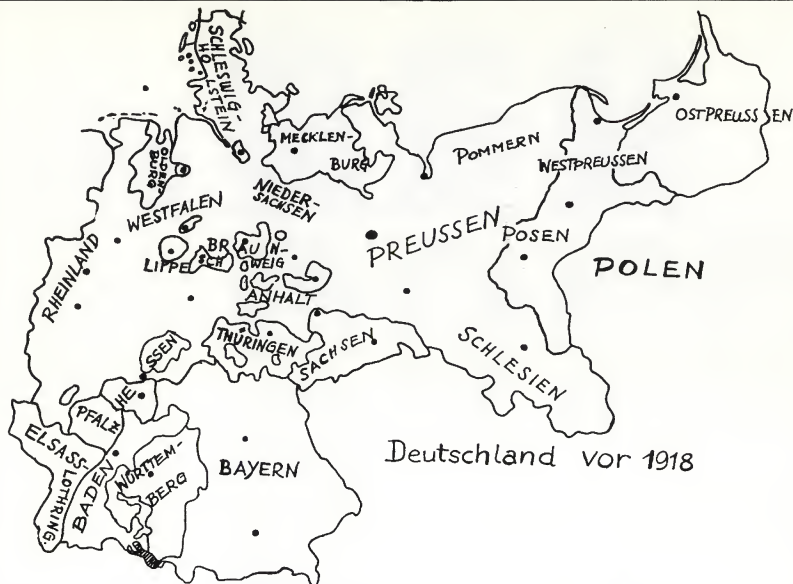 SCHLESWIG-
HOLSTEIN
OSTPREUSSEN
MECKLEN-
BURG
POMMERN
WESTPREUSSEN
OLDEN-
BURG
NIEDER-
SACHSEN
WESTFALEN
PREUSSEN
POSEN
POLEN
RHEINLAND
LIPPE
BRAUN-
SCHWEIG
ANHALT
THÜRINGEN
SACHSEN
SCHLESIEN
HESSEN
PFALZ
ELSASS-
LOTHRING.
BADEN
WÜRTTEM-
BERG
BAYERN
Deutschland vor 1918